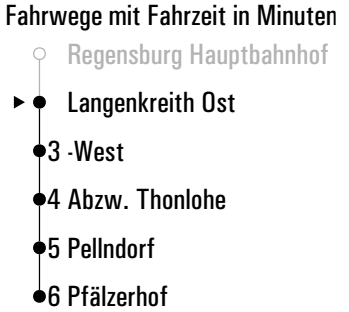 Fahrwege mit Fahrzeit in Minuten
Regensburg Hauptbahnhof
Langenkreith Ost
3 -West
4 Abzw. Thonlohe
5 Pellndorf
6 Pfälzerhof